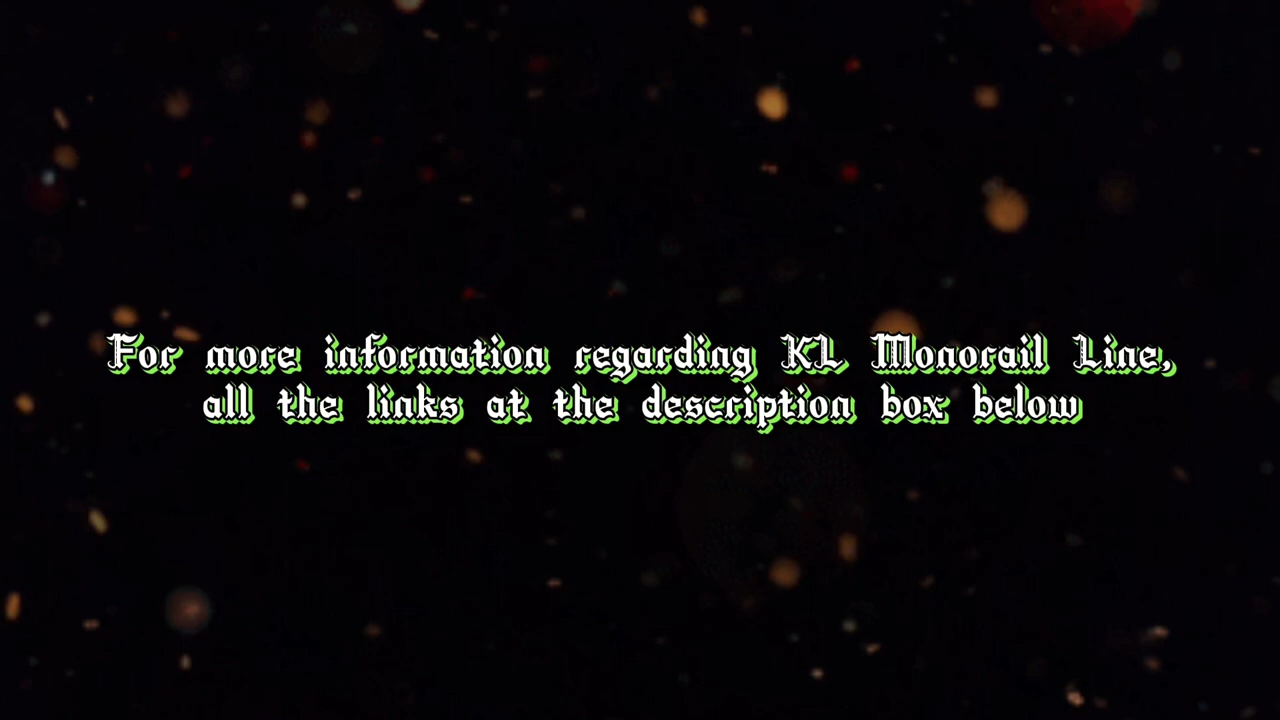 For more information regarding KL Monorail Line,
all the links at the description box below